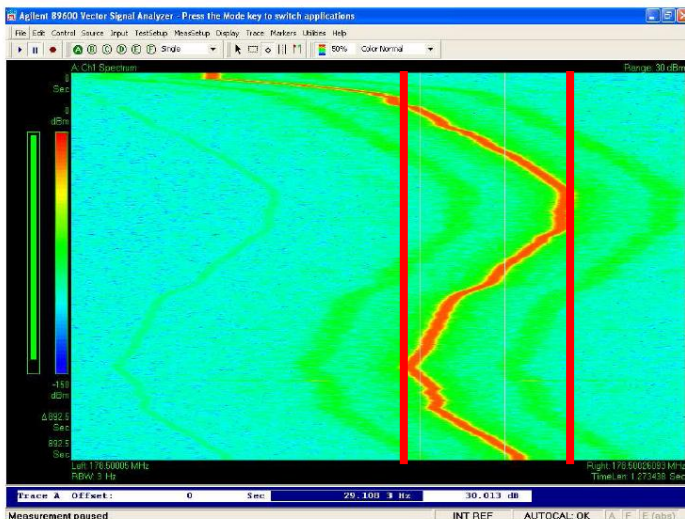 Agilent 89600 Vector Signal Analyzer - Press the Mode key to switch applications
File Edit Control Source Input TestSetup MeasSetup Display Trace Markers Utilities Help
A B C D E F Single 50% Color Normal
A: Ch1 Spectrum Range: 30 dBm
0
Sec
0
dBm
-150
dBm
Δ892.5
Sec
892.5
Sec
Left: 178.50005 MHz Right: 178.50026093 MHz
RBW: 3 Hz TimeLen: 1.273438 Sec
Trace A Offset: 0 Sec 29.108 3 Hz 30.013 dB
Measurement paused INT REF AUTOCAL: OK A F E (abs)